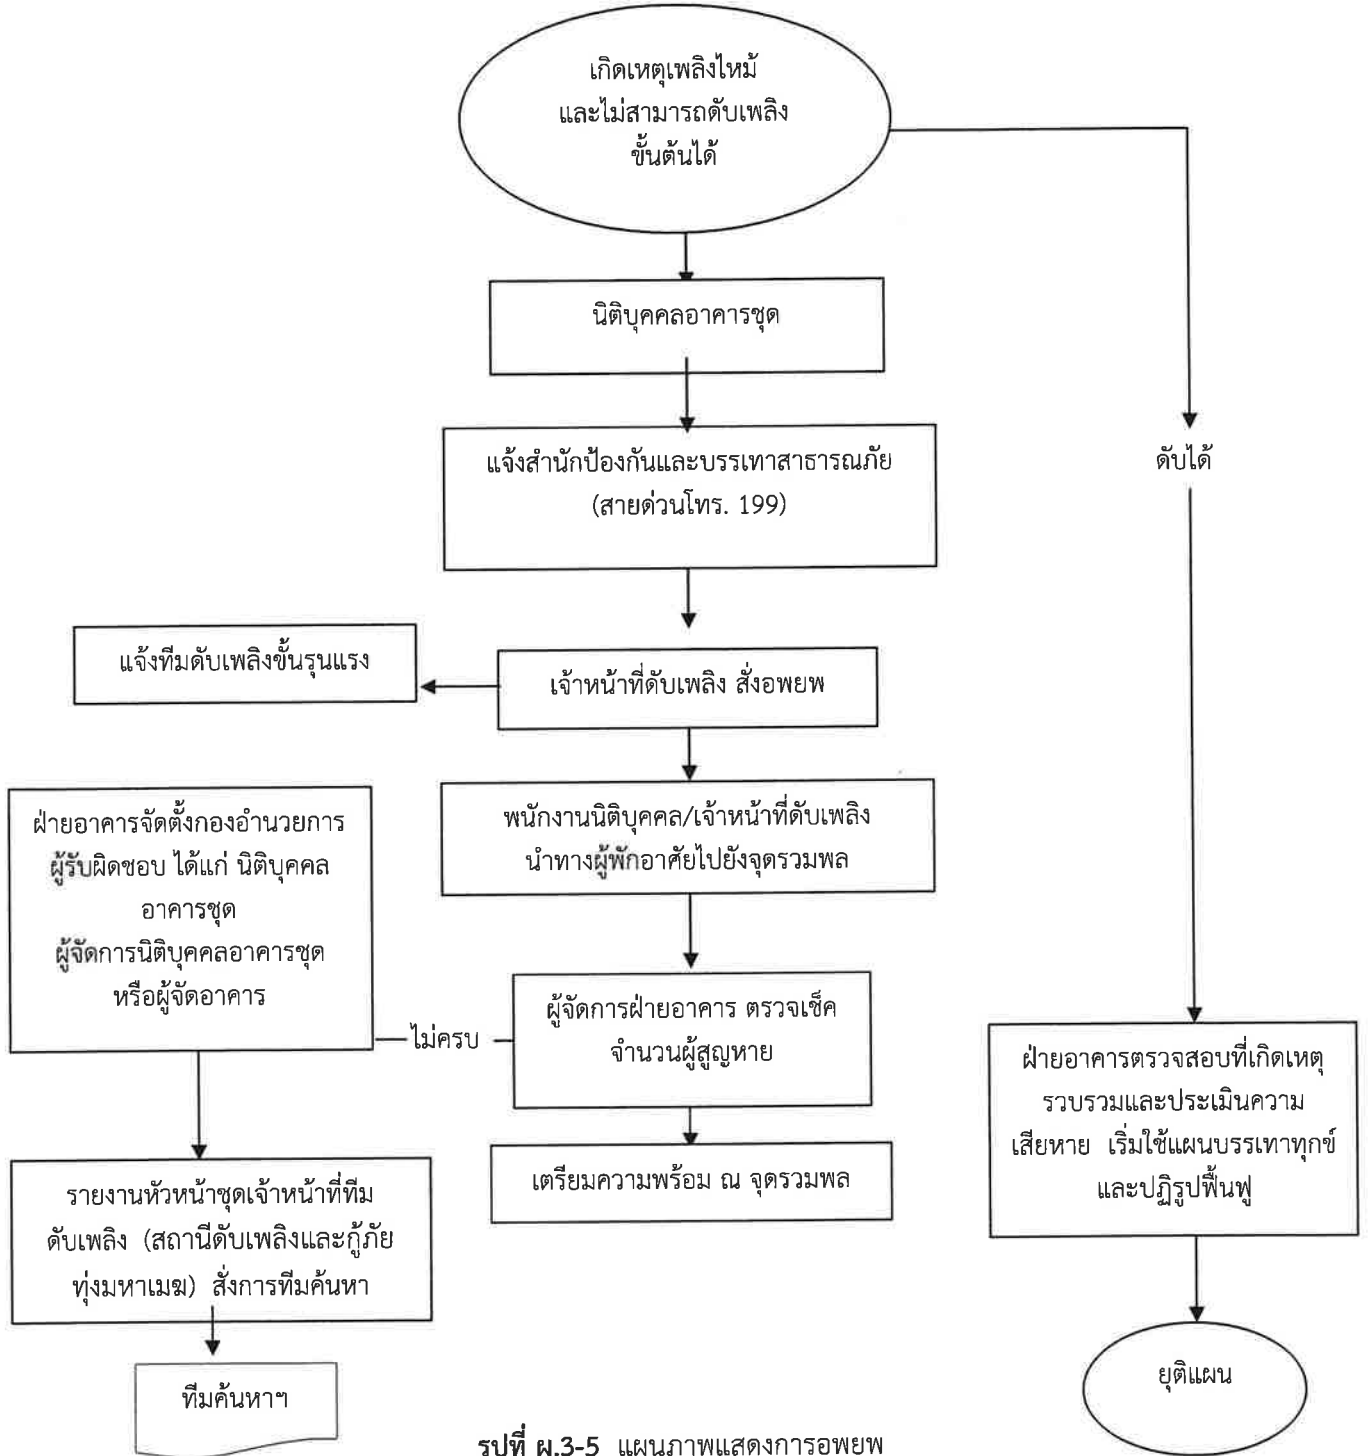 เกิดเหตุเพลิงไหม้
และไม่สามารถดับเพลิง
ขั้นต้นได้
นิติบุคคลอาคารชุด
แจ้งสำนักป้องกันและบรรเทาสาธารณภัย
(สายด่วนโทร. 199)
ดับได้
แจ้งทีมดับเพลิงขั้นรุนแรง
เจ้าหน้าที่ดับเพลิง สั่งอพยพ
พนักงานนิติบุคคล/เจ้าหน้าที่ดับเพลิง
นำทางผู้พักอาศัยไปยังจุดรวมพล
ฝ่ายอาคารจัดตั้งกองอำนวยการ
ผู้รับผิดชอบ ได้แก่ นิติบุคคล
อาคารชุด
ผู้จัดการนิติบุคคลอาคารชุด
หรือผู้จัดอาคาร
ไม่ครบ
ผู้จัดการฝ่ายอาคาร ตรวจเช็ค
จำนวนผู้สูญหาย
ฝ่ายอาคารตรวจสอบที่เกิดเหตุ
รวบรวมและประเมินความ
เสียหาย เริ่มใช้แผนบรรเทาทุกข์
และปฏิรูปฟื้นฟู
เตรียมความพร้อม ณ จุดรวมพล
รายงานหัวหน้าชุดเจ้าหน้าที่ทีม
ดับเพลิง (สถานีดับเพลิงและกู้ภัย
ทุ่งมหาเมฆ) สั่งการทีมค้นหา
ทีมค้นหาฯ
ยุติแผน
รูปที่ ผ.3-5 แผนภาพแสดงการอพยพ